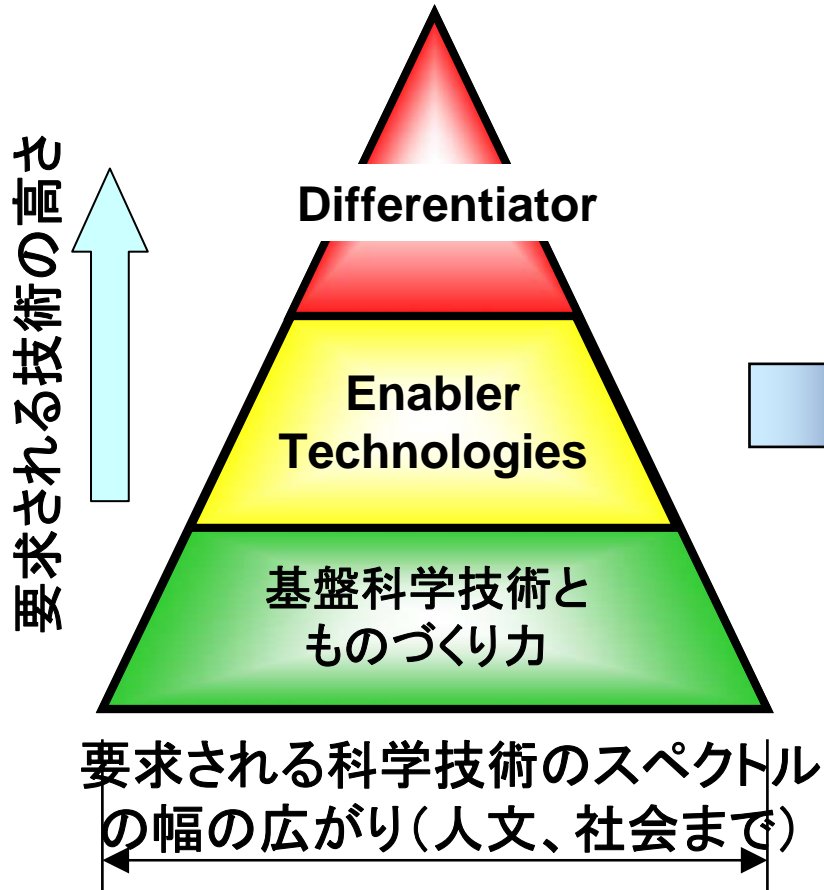 要求される技術の高さ
Differentiator
Enabler
Technologies
基盤科学技術と
ものづくり力
要求される科学技術のスペクトル
の幅の広がり(人文、社会まで)